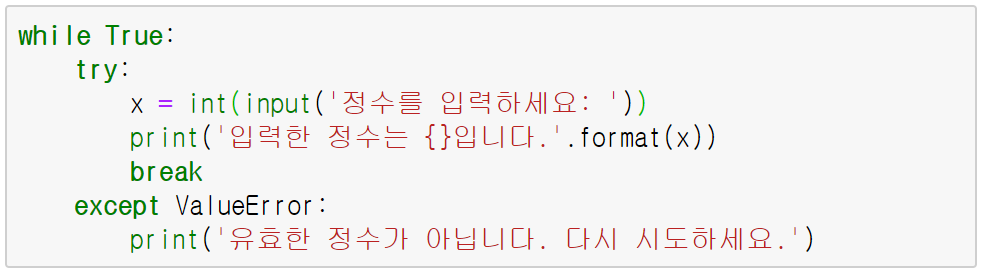 while True:
    try:
        x = int(input('정수를 입력하세요: '))
        print('입력한 정수는 {}입니다.'.format(x))
        break
    except ValueError:
        print('유효한 정수가 아닙니다. 다시 시도하세요.')